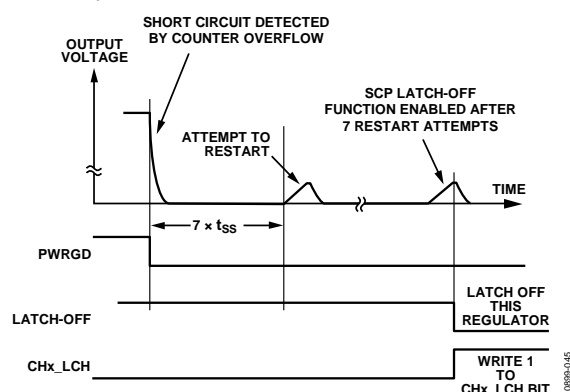 SHORT CIRCUIT DETECTED
BY COUNTER OVERFLOW
OUTPUT
VOLTAGE
SCP LATCH-OFF
FUNCTION ENABLED AFTER
7 RESTART ATTEMPTS
ATTEMPT TO
RESTART
TIME
7 × tSS
PWRGD
LATCH-OFF
LATCH OFF
THIS
REGULATOR
CHx_LCH
WRITE 1
TO
CHx_LCH BIT
0899-045